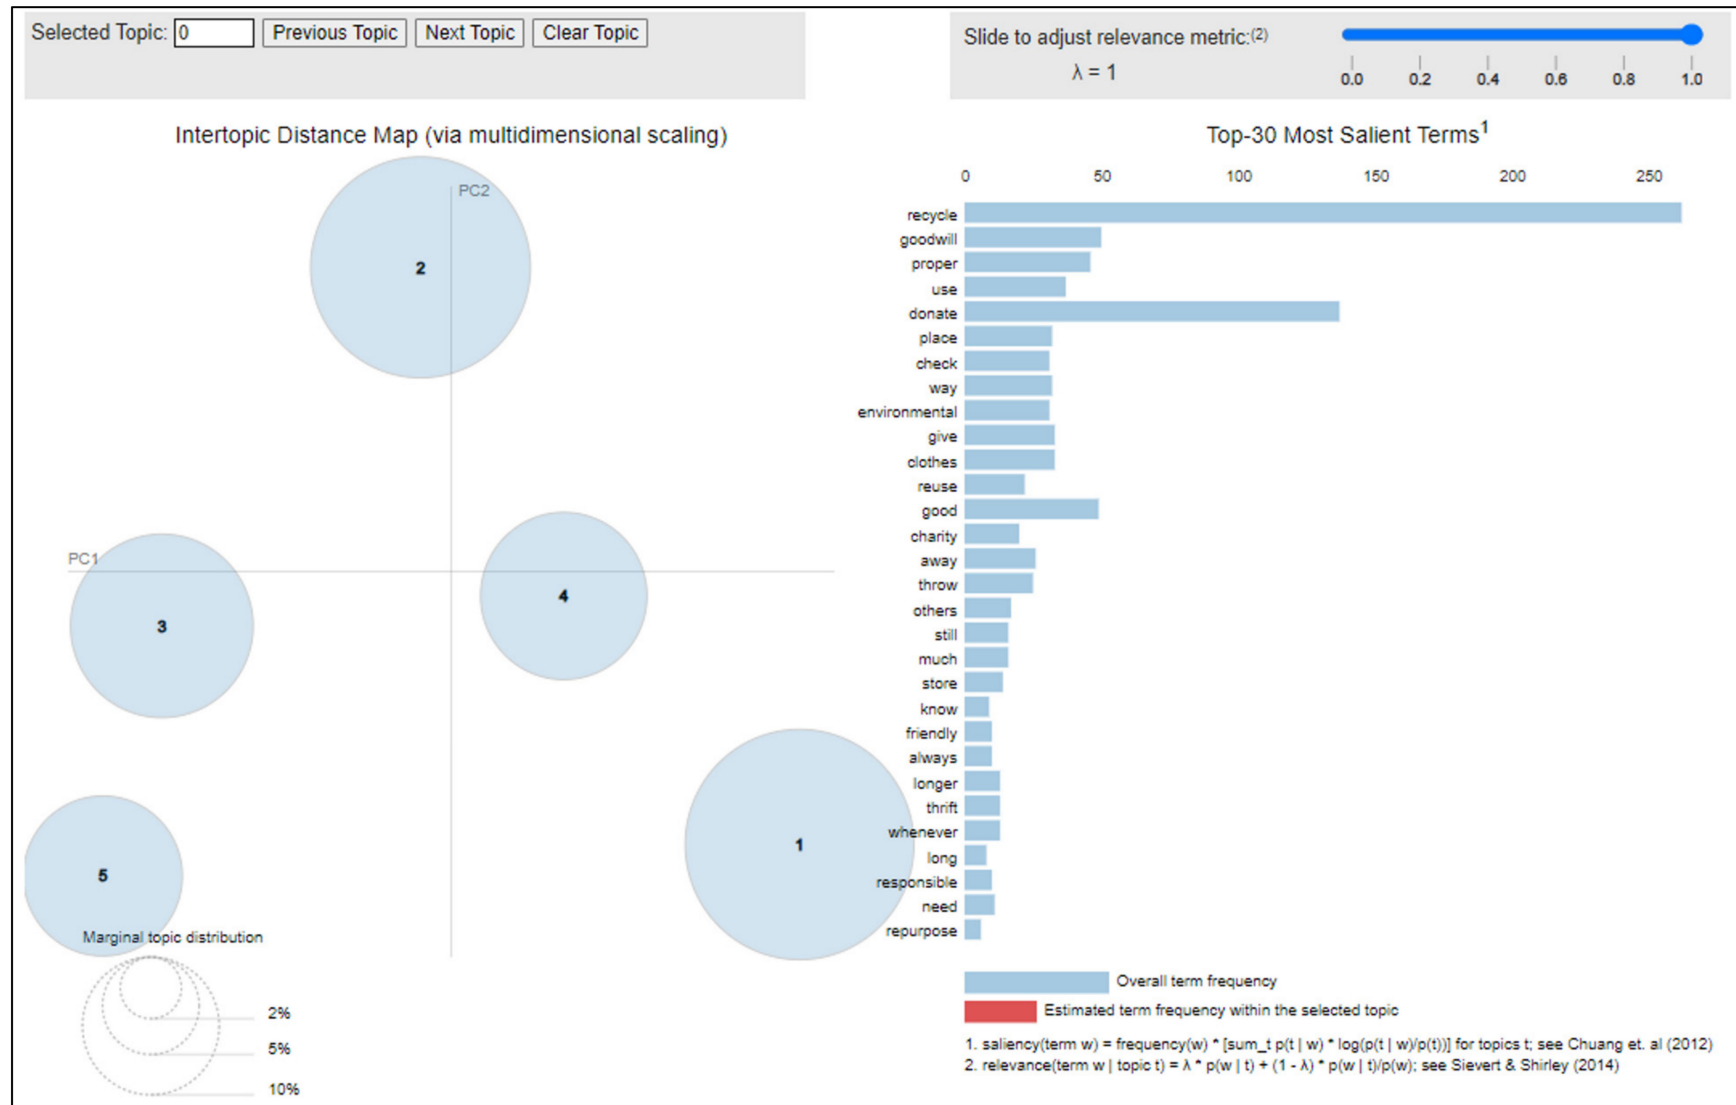 Selected Topic: 0 Previous Topic Next Topic Clear Topic
Slide to adjust relevance metric:(2)
λ = 1
0.0 0.2 0.4 0.6 0.8 1.0
Intertopic Distance Map (via multidimensional scaling)
PC2
PC1
2
3
4
1
5
Marginal topic distribution
2%
5%
10%
Top-30 Most Salient Terms1
0 50 100 150 200 250
recycle
goodwill
proper
use
donate
place
check
way
environmental
give
clothes
reuse
good
charity
away
throw
others
still
much
store
know
friendly
always
longer
thrift
whenever
long
responsible
need
repurpose
Overall term frequency
Estimated term frequency within the selected topic
1. saliency(term w) = frequency(w) * [sum_t p(t | w) * log(p(t | w)/p(t))] for topics t; see Chuang et. al (2012)
2. relevance(term w | topic t) = λ * p(w | t) + (1 - λ) * p(w | t)/p(w); see Sievert & Shirley (2014)